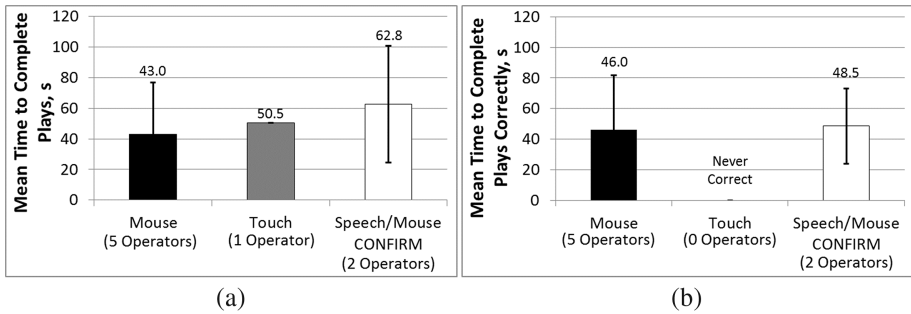 Mean Time to Complete
Plays, s
120
100
80
60
40
20
0
43.0
50.5
62.8
Mouse
(5 Operators)
Touch
(1 Operator)
Speech/Mouse
CONFIRM
(2 Operators)
(a)
Mean Time to Complete
Plays Correctly, s
120
100
80
60
40
20
0
46.0
Never
Correct
48.5
Mouse
(5 Operators)
Touch
(0 Operators)
Speech/Mouse
CONFIRM
(2 Operators)
(b)